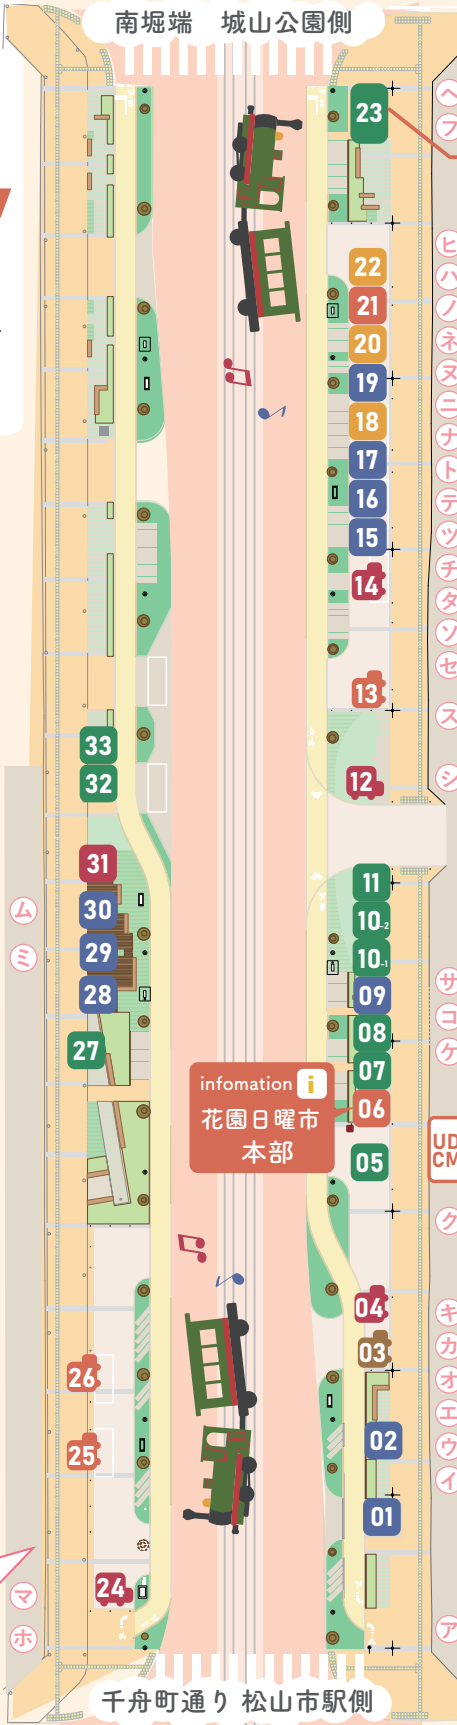 南堀端　城山公園側
23
ヘ
フ
ヒ
22
ハ
21
ノ
20
ネ
19
ヌ
18
ニ
17
ナ
16
ト
15
テ
14
ツ
チ
タ
13
ソ
セ
ス
33
32
12
シ
31
11
30
10-2
ム
29
10-1
ミ
28
09
サ
27
08
コ
07
ケ
infomation i
06
花園日曜市
本部
05
UD
CM
ク
04
キ
03
カ
26
オ
02
エ
25
ウ
01
イ
24
マ
ホ
ア
千舟町通り 松山市駅側